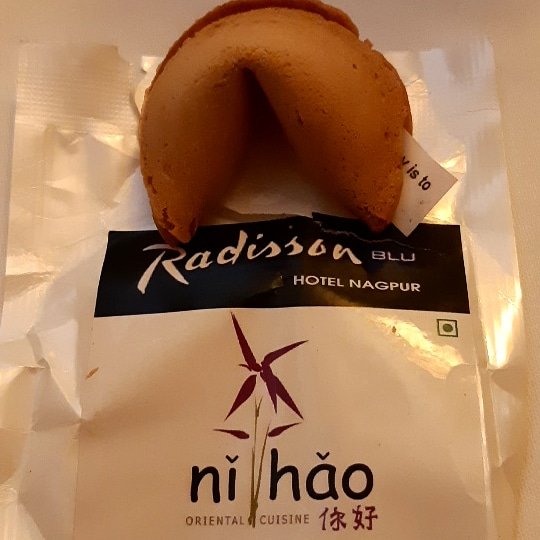 y is to
Radisson BLU
HOTEL NAGPUR
nǐ hǎo
ORIENTAL CUISINE 你好